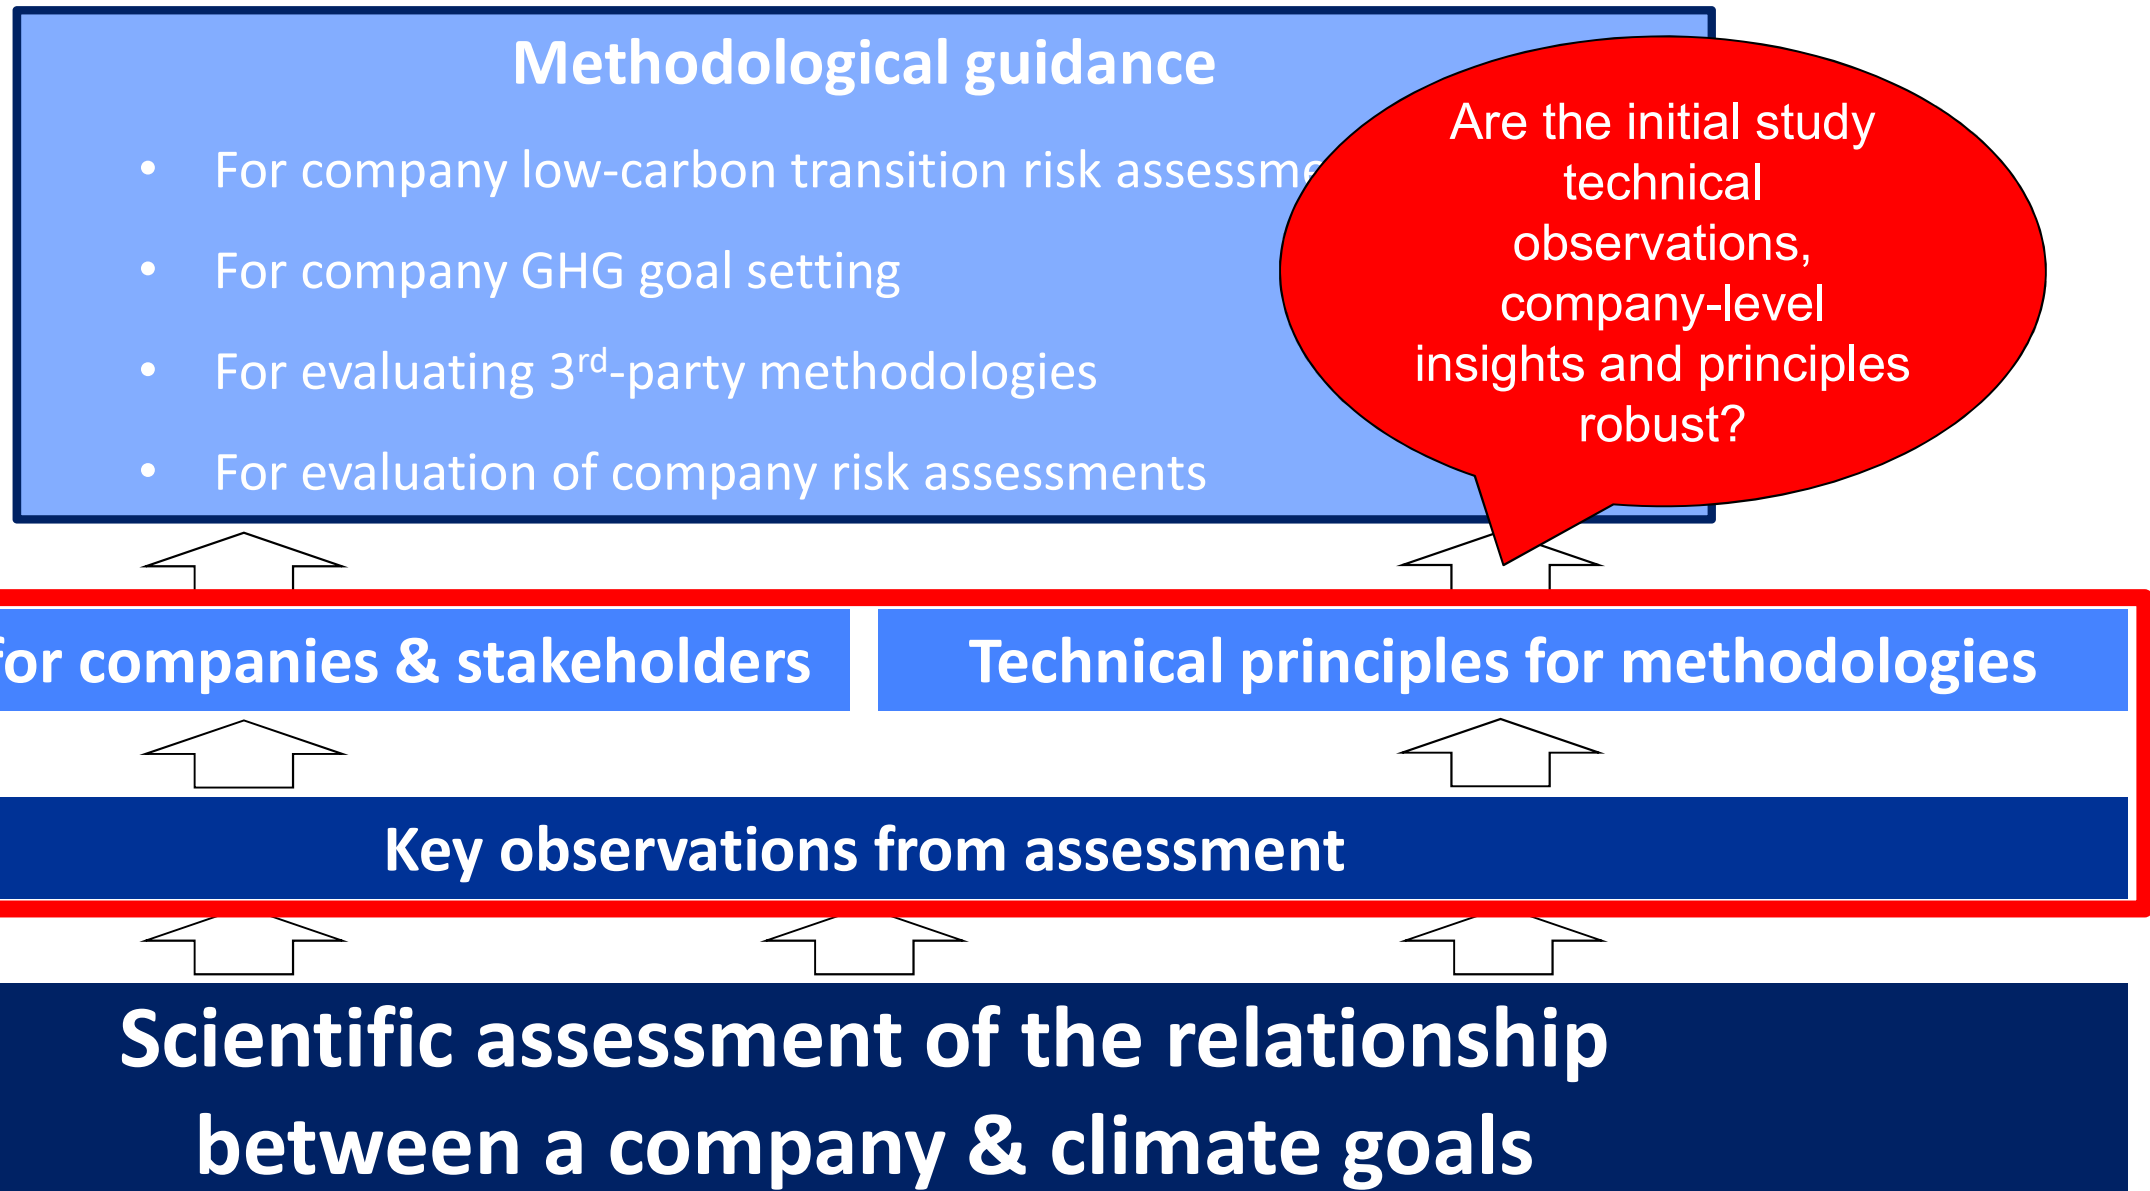 Methodological guidance
• For company low-carbon transition risk assessme
• For company GHG goal setting
• For evaluating 3rd-party methodologies
• For evaluation of company risk assessments
Are the initial study
technical
observations,
company-level
insights and principles
robust?
for companies & stakeholders
Technical principles for methodologies
Key observations from assessment
Scientific assessment of the relationship
between a company & climate goals